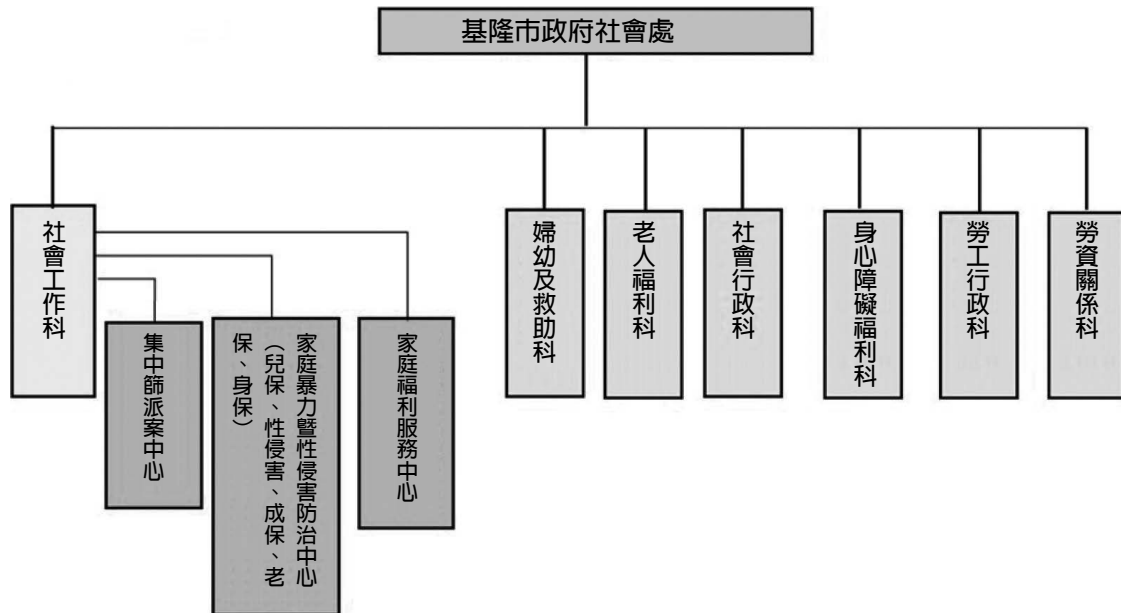 基隆市政府社會處
社會工作科
集中篩派案中心
家庭暴力暨性侵害防治中心
（兒保、性侵害、成保、老
保、身保）
家庭福利服務中心
婦幼及救助科
老人福利科
社會行政科
身心障礙福利科
勞工行政科
勞資關係科